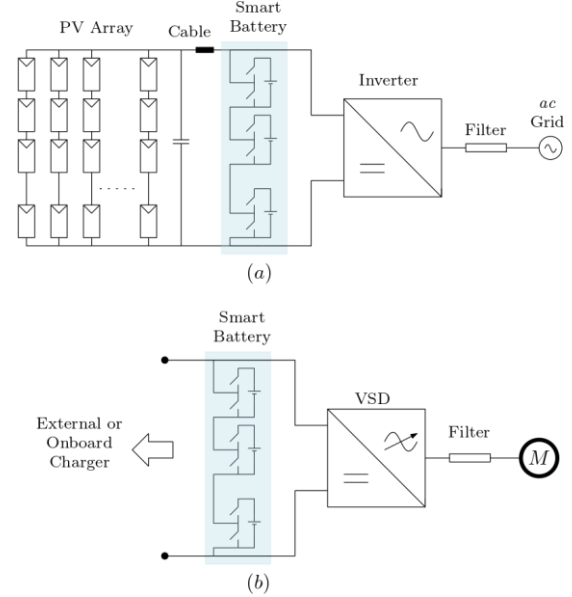 Smart
Battery
PV Array
Cable
Inverter
ac
Grid
Filter
.....
(a)
Smart
Battery
VSD
External or
Onboard
Charger
Filter
M
(b)